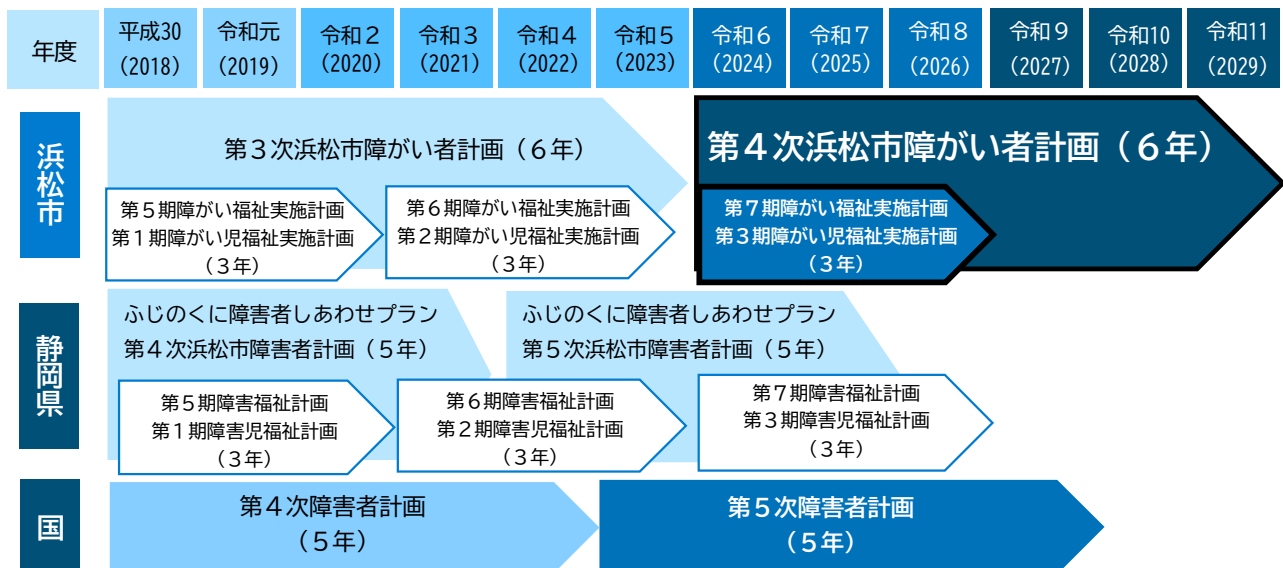 年度
平成30
(2018)
令和元
(2019)
令和2
(2020)
令和3
(2021)
令和4
(2022)
令和5
(2023)
令和6
(2024)
令和7
(2025)
令和8
(2026)
令和9
(2027)
令和10
(2028)
令和11
(2029)
浜松市
第3次浜松市障がい者計画（6年）
第5期障がい福祉実施計画
第1期障がい児福祉実施計画
（3年）
第6期障がい福祉実施計画
第2期障がい児福祉実施計画
（3年）
第4次浜松市障がい者計画（6年）
第7期障がい福祉実施計画
第3期障がい児福祉実施計画
（3年）
静岡県
ふじのくに障害者しあわせプラン
第4次浜松市障害者計画（5年）
第5期障害福祉計画
第1期障害児福祉計画
（3年）
第6期障害福祉計画
第2期障害児福祉計画
（3年）
ふじのくに障害者しあわせプラン
第5次浜松市障害者計画（5年）
第7期障害福祉計画
第3期障害児福祉計画
（3年）
国
第4次障害者計画
（5年）
第5次障害者計画
（5年）